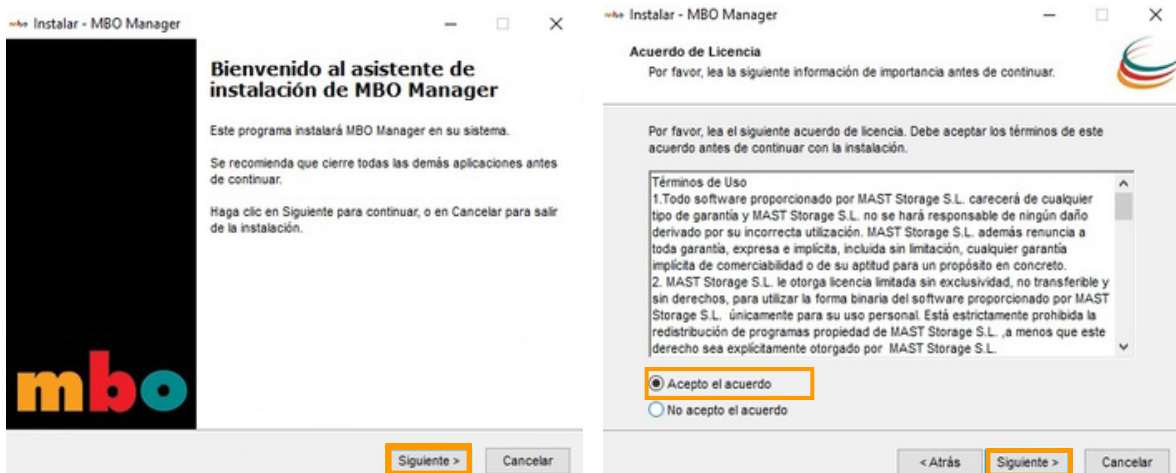 mbo Instalar - MBO Manager
Bienvenido al asistente de
instalación de MBO Manager
Este programa instalará MBO Manager en su sistema.
Se recomienda que cierre todas las demás aplicaciones antes
de continuar.
Haga clic en Siguiente para continuar, o en Cancelar para salir
de la instalación.
mbo
Siguiente >
Cancelar
mbo Instalar - MBO Manager
Acuerdo de Licencia
Por favor, lea la siguiente información de importancia antes de continuar.
Por favor, lea el siguiente acuerdo de licencia. Debe aceptar los términos de este
acuerdo antes de continuar con la instalación.
Términos de Uso
1.Todo software proporcionado por MAST Storage S.L. carecerá de cualquier
tipo de garantía y MAST Storage S.L. no se hará responsable de ningún daño
derivado por su incorrecta utilización. MAST Storage S.L. además renuncia a
toda garantía, expresa e implícita, incluida sin limitación, cualquier garantía
implícita de comerciabilidad o de su aptitud para un propósito en concreto.
2. MAST Storage S.L. le otorga licencia limitada sin exclusividad, no transferible y
sin derechos, para utilizar la forma binaria del software proporcionado por MAST
Storage S.L. únicamente para su uso personal. Está estrictamente prohibida la
redistribución de programas propiedad de MAST Storage S.L. ,a menos que este
derecho sea explícitamente otorgado por MAST Storage S.L.
Acepto el acuerdo
No acepto el acuerdo
< Atrás
Siguiente >
Cancelar